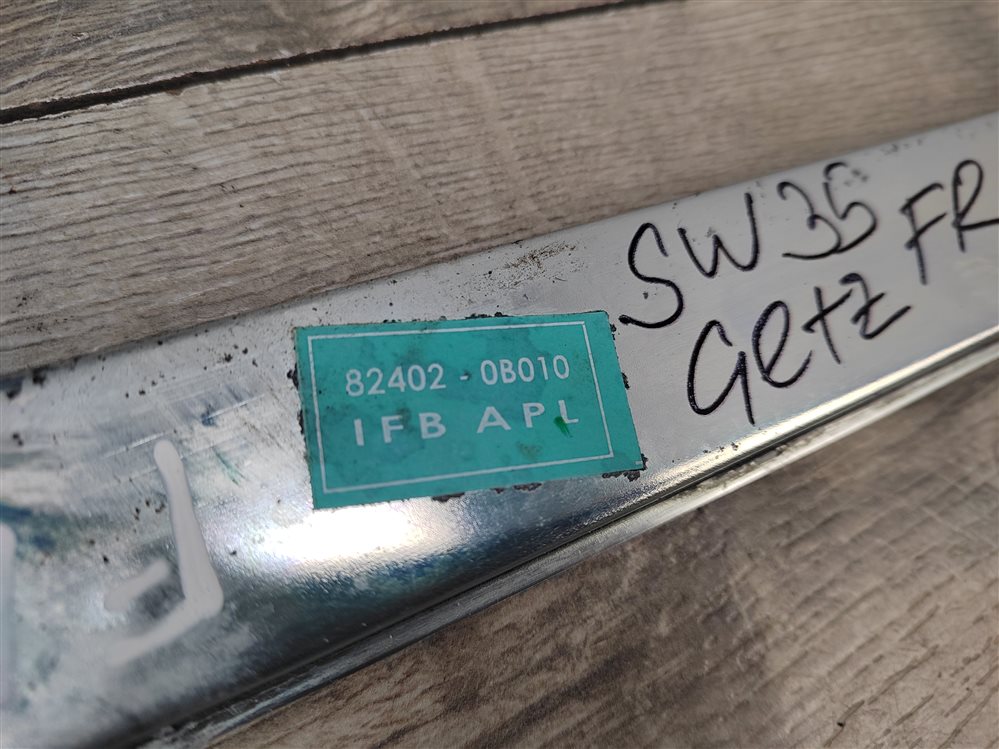 SW35 FR
Getz
82402 - 0B010
IFB APL